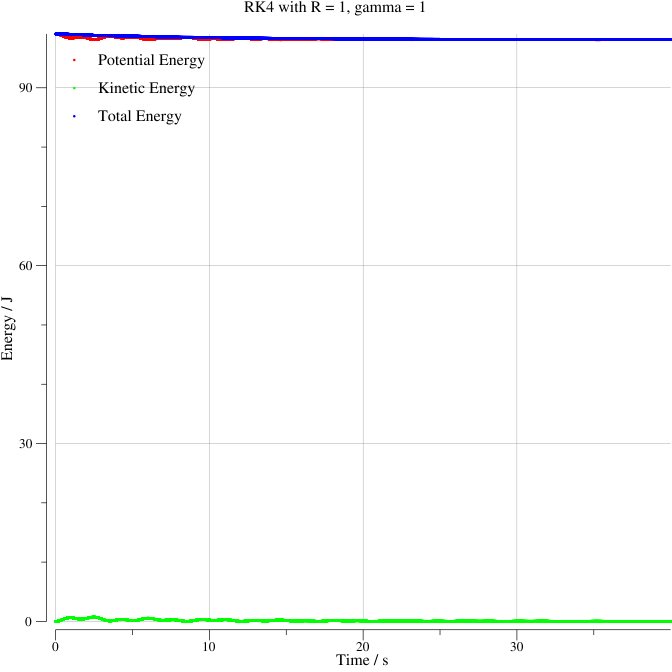 RK4 with R = 1, gamma = 1
Potential Energy
Kinetic Energy
Total Energy
90
60
30
0
Energy / J
0
10
20
30
Time / s